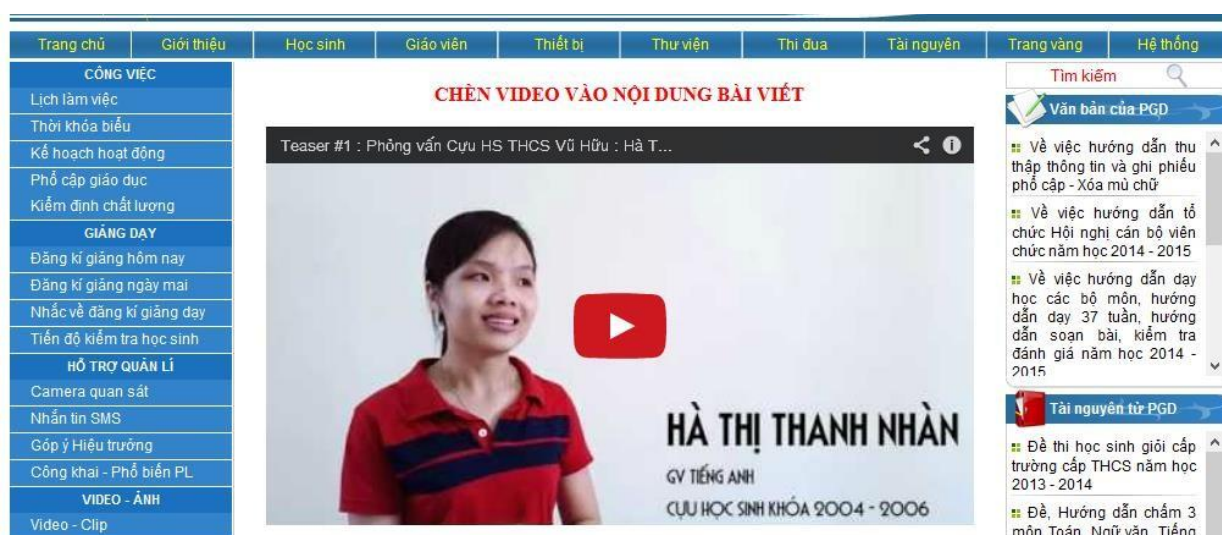 Trang chủ Giới thiệu Học sinh Giáo viên Thiết bị Thư viện Thi đua Tài nguyên Trang vàng Hệ thống
CÔNG VIỆC
Lịch làm việc
Thời khóa biểu
Kế hoạch hoạt động
Phổ cập giáo dục
Kiểm định chất lượng
GIẢNG DẠY
Đăng kí giảng hôm nay
Đăng kí giảng ngày mai
Nhắc về đăng kí giảng dạy
Tiến độ kiểm tra học sinh
HỖ TRỢ QUẢN LÍ
Camera quan sát
Nhắn tin SMS
Góp ý Hiệu trưởng
Công khai - Phổ biến PL
VIDEO - ẢNH
Video - Clip
CHÈN VIDEO VÀO NỘI DUNG BÀI VIẾT
Teaser #1 : Phỏng vấn Cựu HS THCS Vũ Hữu : Hà T...
HÀ THỊ THANH NHÀN
GV TIẾNG ANH
CỰU HỌC SINH KHÓA 2004 - 2006
Tìm kiếm
Văn bản của PGD
Về việc hướng dẫn thu
thập thông tin và ghi phiếu
phổ cập - Xóa mù chữ
Về việc hướng dẫn tổ
chức Hội nghị cán bộ viên
chức năm học 2014 - 2015
Về việc hướng dẫn dạy
học các bộ môn, hướng
dẫn dạy 37 tuần, hướng
dẫn soạn bài, kiểm tra
đánh giá năm học 2014 -
2015
Tài nguyên từ PGD
Đề thi học sinh giỏi cấp
trường cấp THCS năm học
2013 - 2014
Đề, Hướng dẫn chấm 3
môn Toán, Ngữ văn, Tiếng